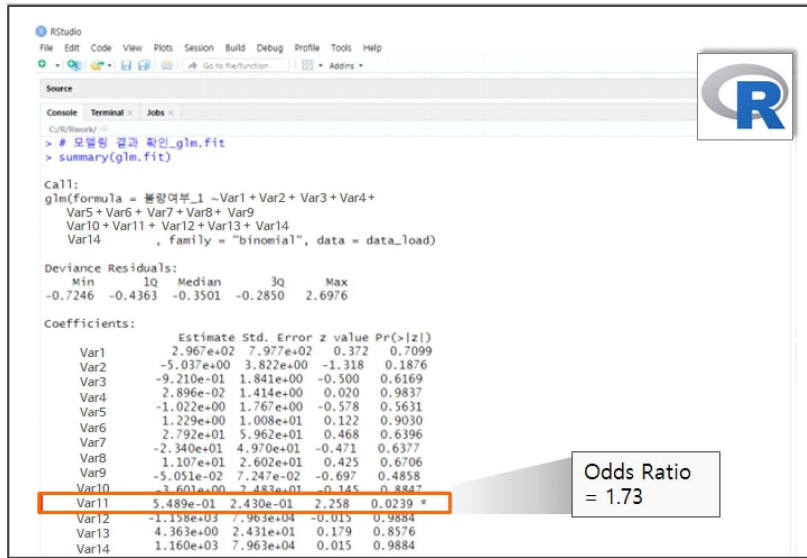 RStudio
File Edit Code View Plots Session Build Debug Profile Tools Help
Go to file/function Addins
Source
Console Terminal Jobs
C:/R/Rwork/
> # 모델링 결과 확인_glm.fit
> summary(glm.fit)
Call:
glm(formula = 불량여부_1 ~Var1 + Var2 + Var3 + Var4+
Var5 + Var6 + Var7 + Var8+ Var9
Var10 + Var11 + Var12 + Var13 + Var14
Var14 , family = "binomial", data = data_load)
Deviance Residuals:
Min 1Q Median 3Q Max
-0.7246 -0.4363 -0.3501 -0.2850 2.6976
Coefficients:
Estimate Std. Error z value Pr(>|z|)
Var1 2.967e+02 7.977e+02 0.372 0.7099
Var2 -5.037e+00 3.822e+00 -1.318 0.1876
Var3 -9.210e-01 1.841e+00 -0.500 0.6169
Var4 2.896e-02 1.414e+00 0.020 0.9837
Var5 -1.022e+00 1.767e+00 -0.578 0.5631
Var6 1.229e+00 1.008e+01 0.122 0.9030
Var7 2.792e+01 5.962e+01 0.468 0.6396
Var8 -2.340e+01 4.970e+01 -0.471 0.6377
Var9 1.107e+01 2.602e+01 0.425 0.6706
-5.051e-02 7.247e-02 -0.697 0.4858
Var10 -3.601e+00 2.483e+01 -0.145 0.8847
Var11 5.489e-01 2.430e-01 2.258 0.0239 *
Var12 -1.158e+03 7.963e+04 -0.015 0.9884
Var13 4.363e+00 2.431e+01 0.179 0.8576
Var14 1.160e+03 7.963e+04 0.015 0.9884
Odds Ratio
= 1.73
R